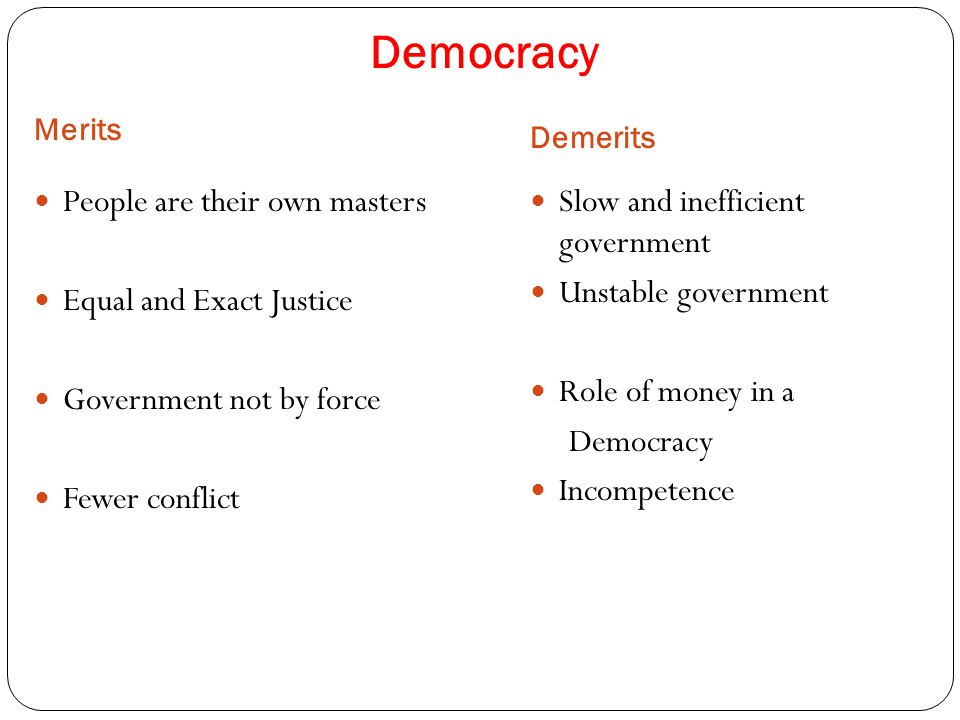 Democracy
Merits
• People are their own masters
• Equal and Exact Justice
• Government not by force
• Fewer conflict
Demerits
• Slow and inefficient
government
• Unstable government
• Role of money in a
Democracy
• Incompetence